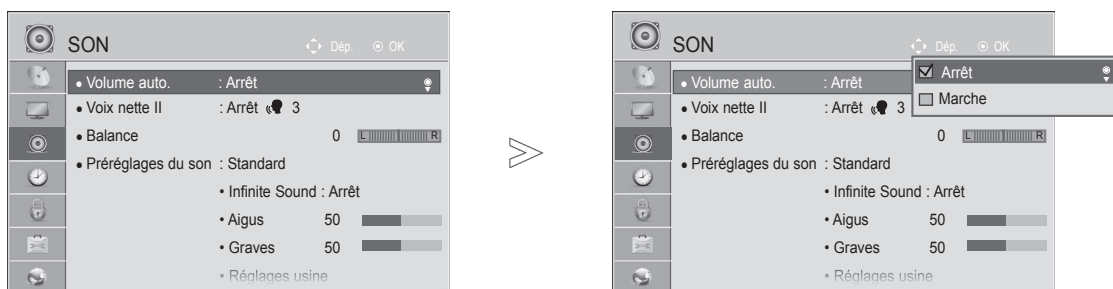 SON
Dép. OK
• Volume auto. : Arrêt
• Voix nette II : Arrêt 3
• Balance 0 L R
• Préréglages du son : Standard
• Infinite Sound : Arrêt
• Aigus 50
• Graves 50
• Réglages usine
>
SON
Dép. OK
• Volume auto. : Arrêt
Arrêt
Marche
• Voix nette II : Arrêt 3
• Balance 0 L R
• Préréglages du son : Standard
• Infinite Sound : Arrêt
• Aigus 50
• Graves 50
• Réglages usine